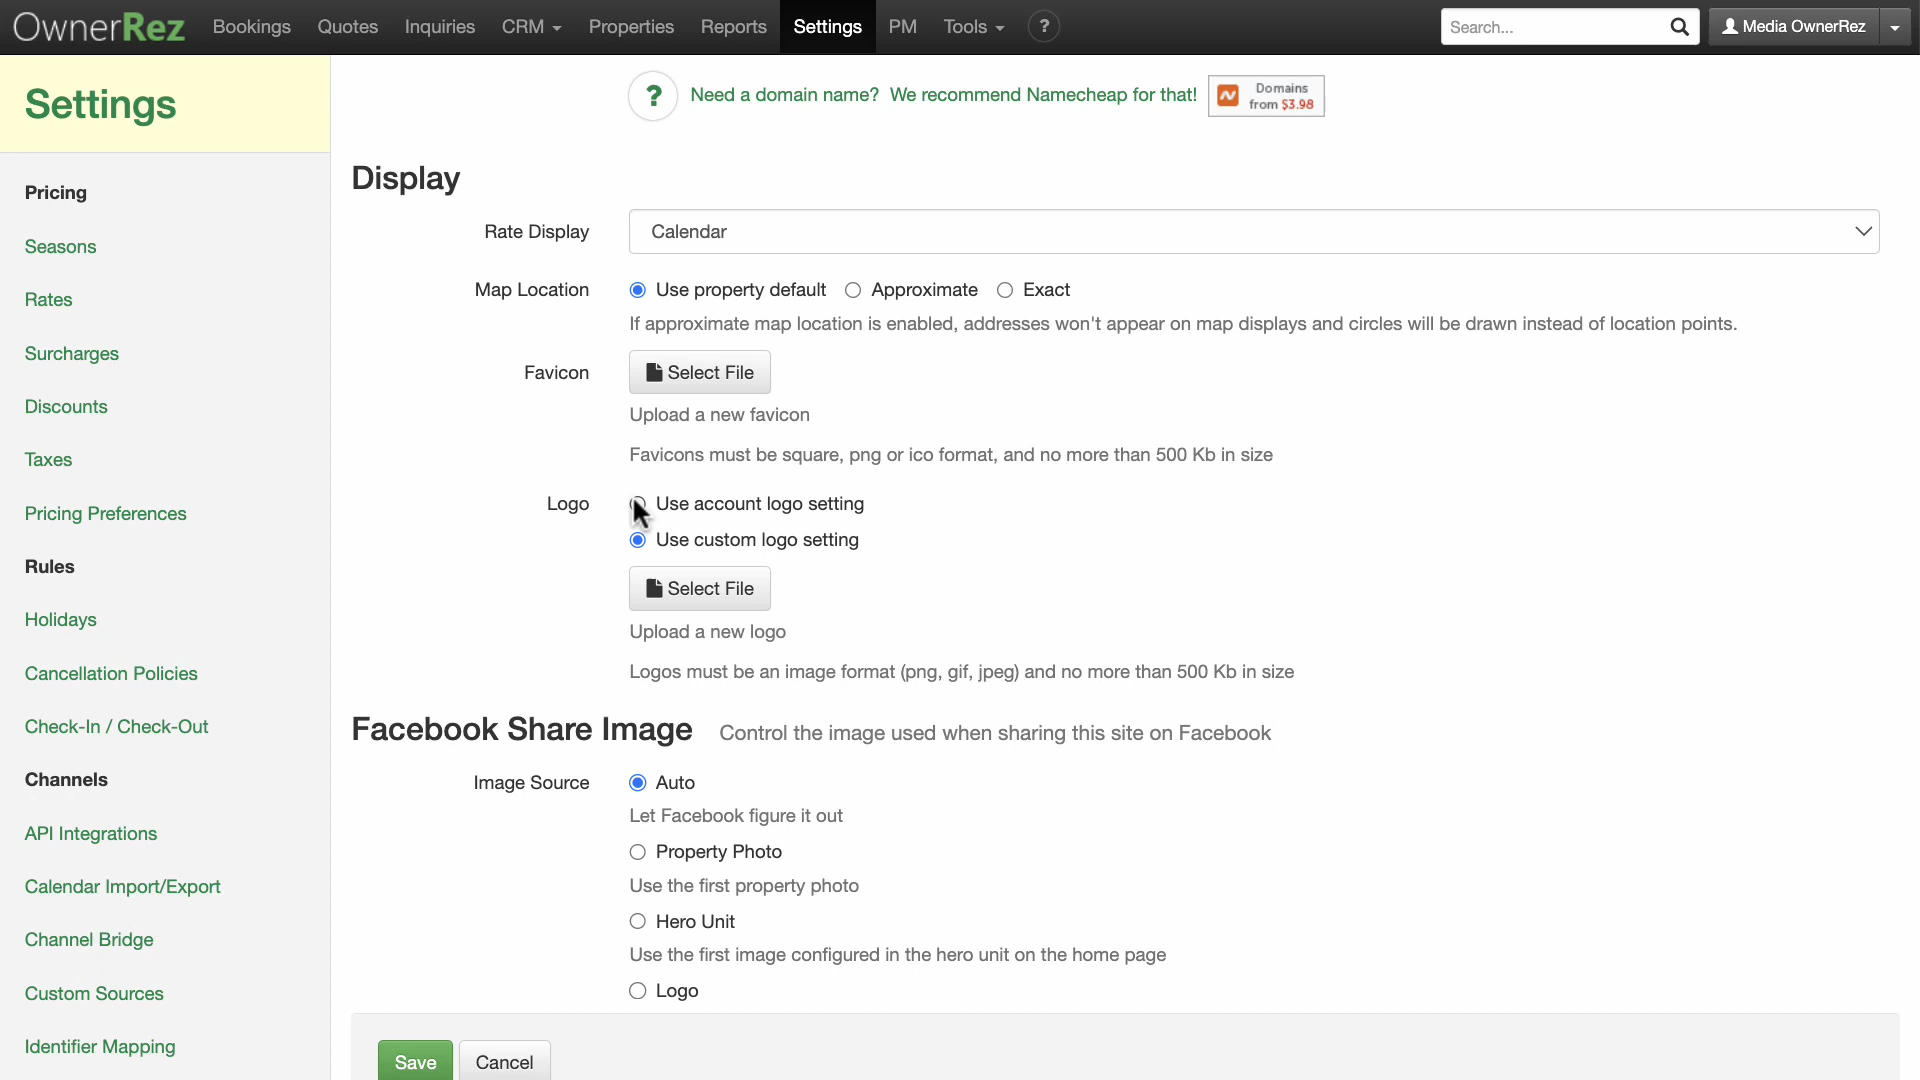 OwnerRez Bookings Quotes Inquiries CRM Properties Reports Settings PM Tools ? Search... Media OwnerRez
Settings
? Need a domain name? We recommend Namecheap for that! Domains
from $3.98
Pricing
Seasons
Rates
Surcharges
Discounts
Taxes
Pricing Preferences
Rules
Holidays
Cancellation Policies
Check-In / Check-Out
Channels
API Integrations
Calendar Import/Export
Channel Bridge
Custom Sources
Identifier Mapping
Display
Rate Display Calendar
Map Location Use property default Approximate Exact
If approximate map location is enabled, addresses won't appear on map displays and circles will be drawn instead of location points.
Favicon Select File
Upload a new favicon
Favicons must be square, png or ico format, and no more than 500 Kb in size
Logo Use account logo setting
Use custom logo setting
Select File
Upload a new logo
Logos must be an image format (png, gif, jpeg) and no more than 500 Kb in size
Facebook Share Image Control the image used when sharing this site on Facebook
Image Source Auto
Let Facebook figure it out
Property Photo
Use the first property photo
Hero Unit
Use the first image configured in the hero unit on the home page
Logo
Save Cancel